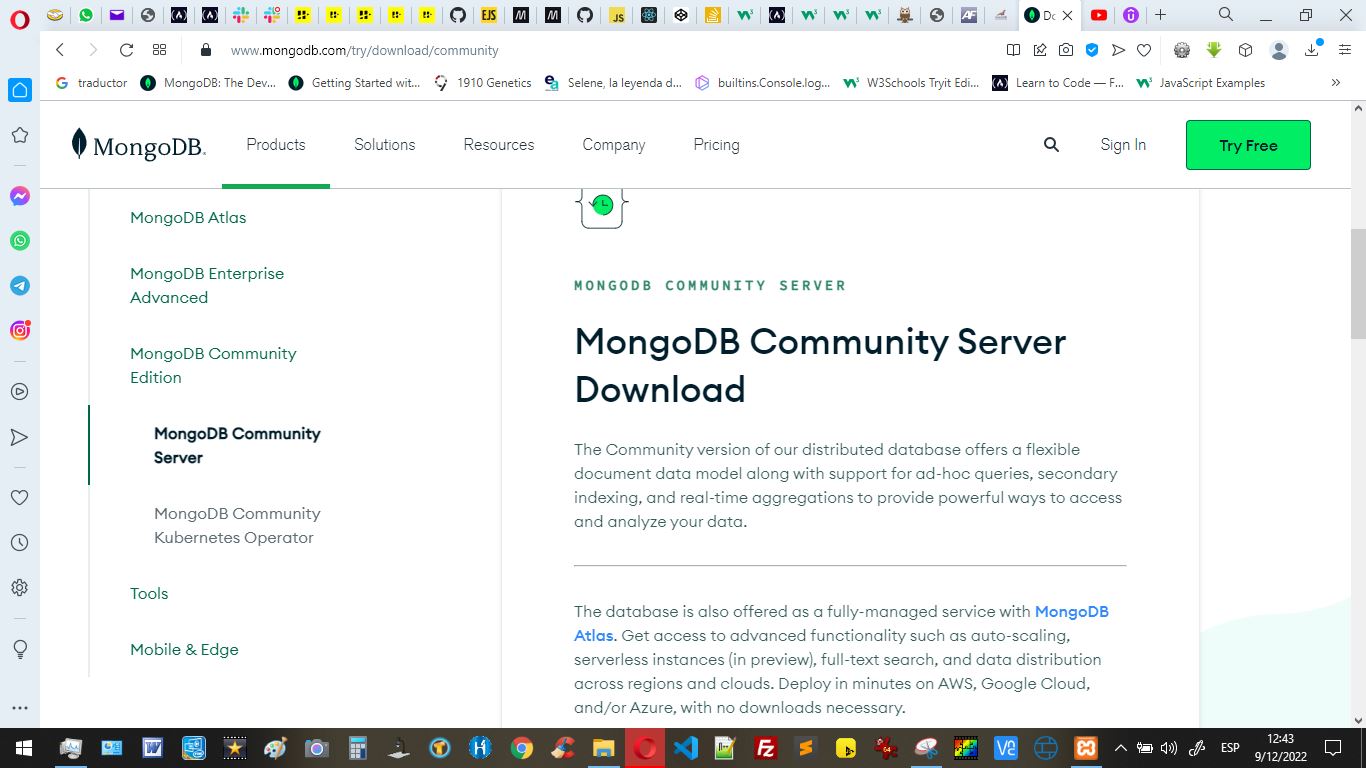 www.mongodb.com/try/download/community
traductor
MongoDB: The Dev...
Getting Started wit...
1910 Genetics
Selene, la leyenda d...
builtins.Console.log...
W3Schools Tryit Edi...
Learn to Code — F...
JavaScript Examples
MongoDB.
Products
Solutions
Resources
Company
Pricing
Sign In
Try Free
MongoDB Atlas
MongoDB Enterprise
Advanced
MongoDB Community
Edition
MongoDB Community
Server
MongoDB Community
Kubernetes Operator
Tools
Mobile & Edge
MONGODB COMMUNITY SERVER
MongoDB Community Server
Download
The Community version of our distributed database offers a flexible
document data model along with support for ad-hoc queries, secondary
indexing, and real-time aggregations to provide powerful ways to access
and analyze your data.
The database is also offered as a fully-managed service with MongoDB
Atlas. Get access to advanced functionality such as auto-scaling,
serverless instances (in preview), full-text search, and data distribution
across regions and clouds. Deploy in minutes on AWS, Google Cloud,
and/or Azure, with no downloads necessary.
ESP
12:43
9/12/2022